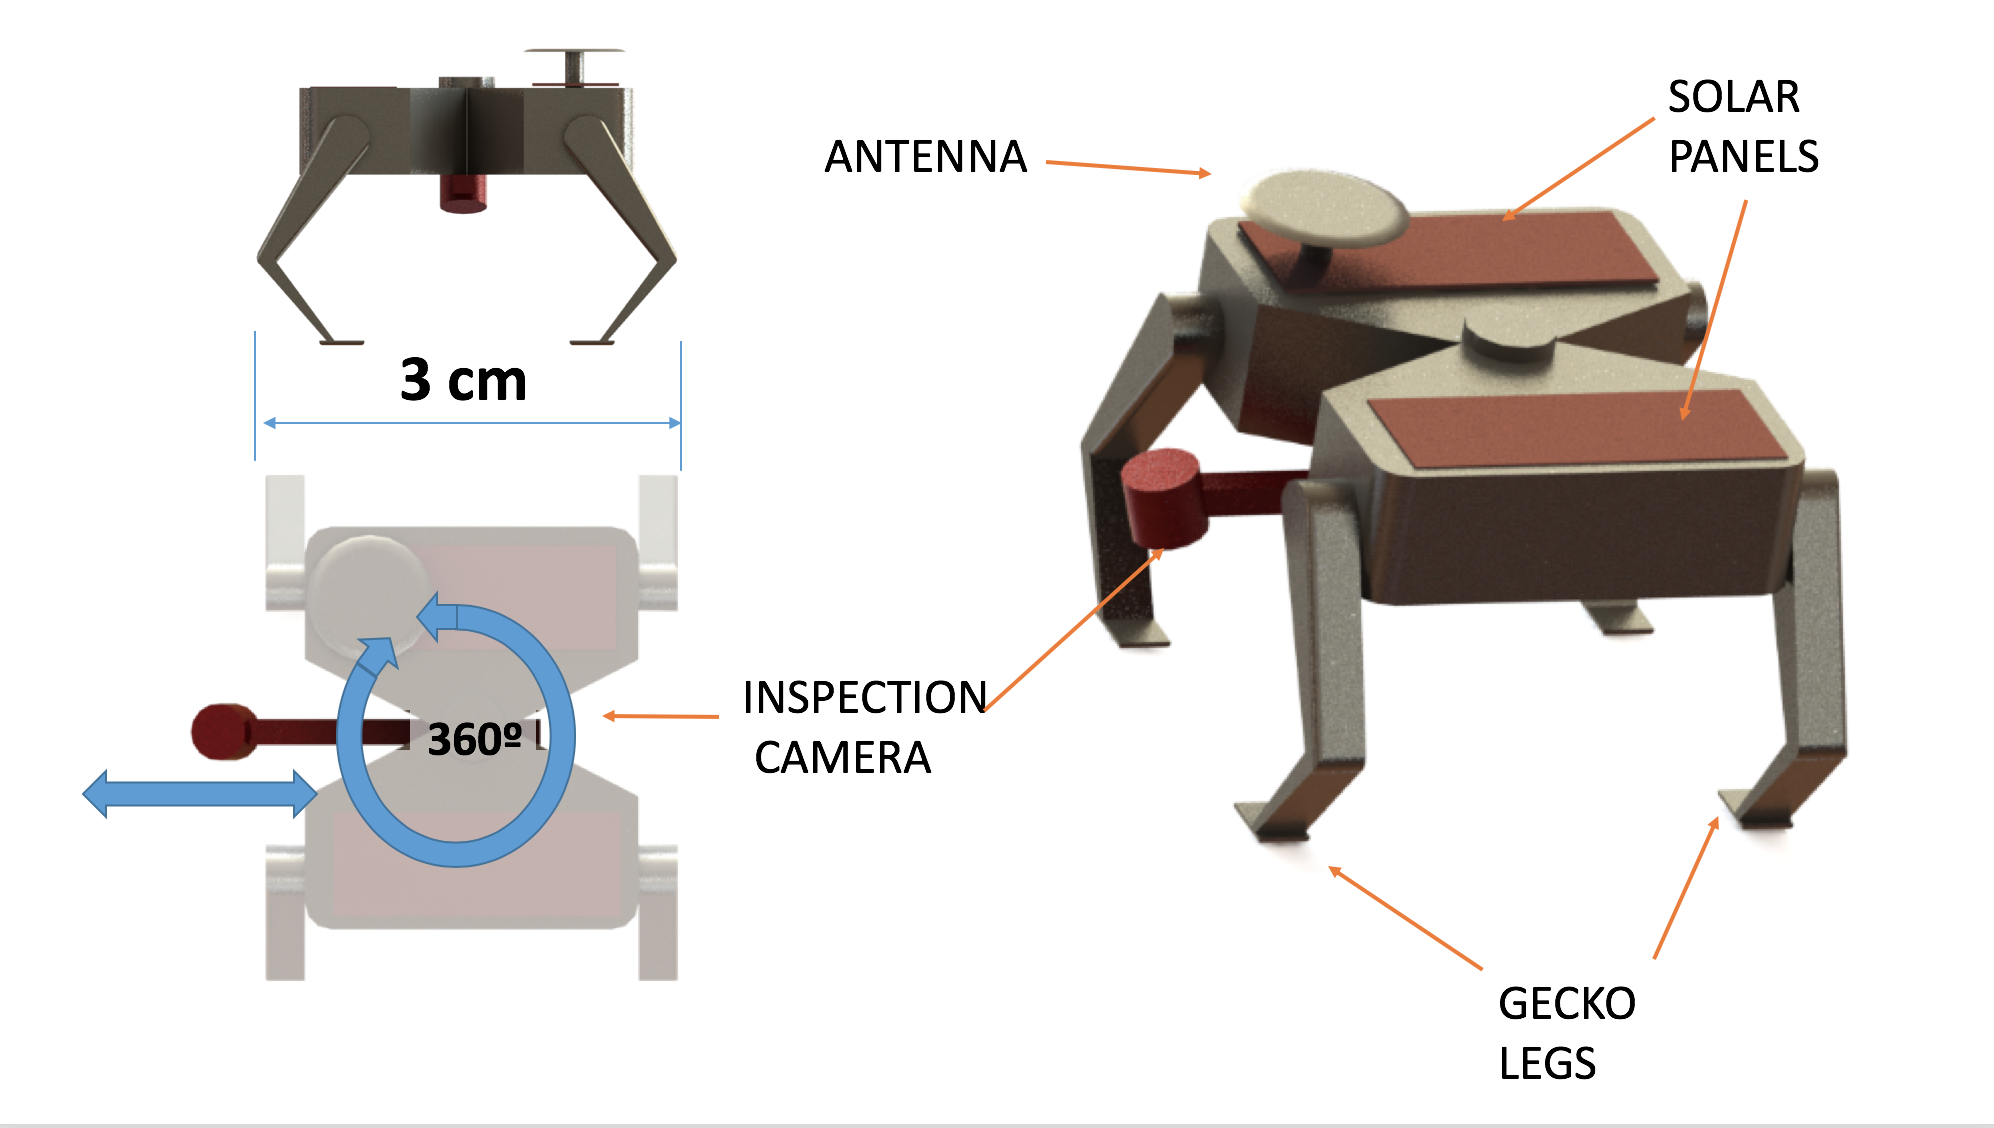 SOLAR
PANELS
ANTENNA
3 cm
INSPECTION
CAMERA
360º
GECKO
LEGS